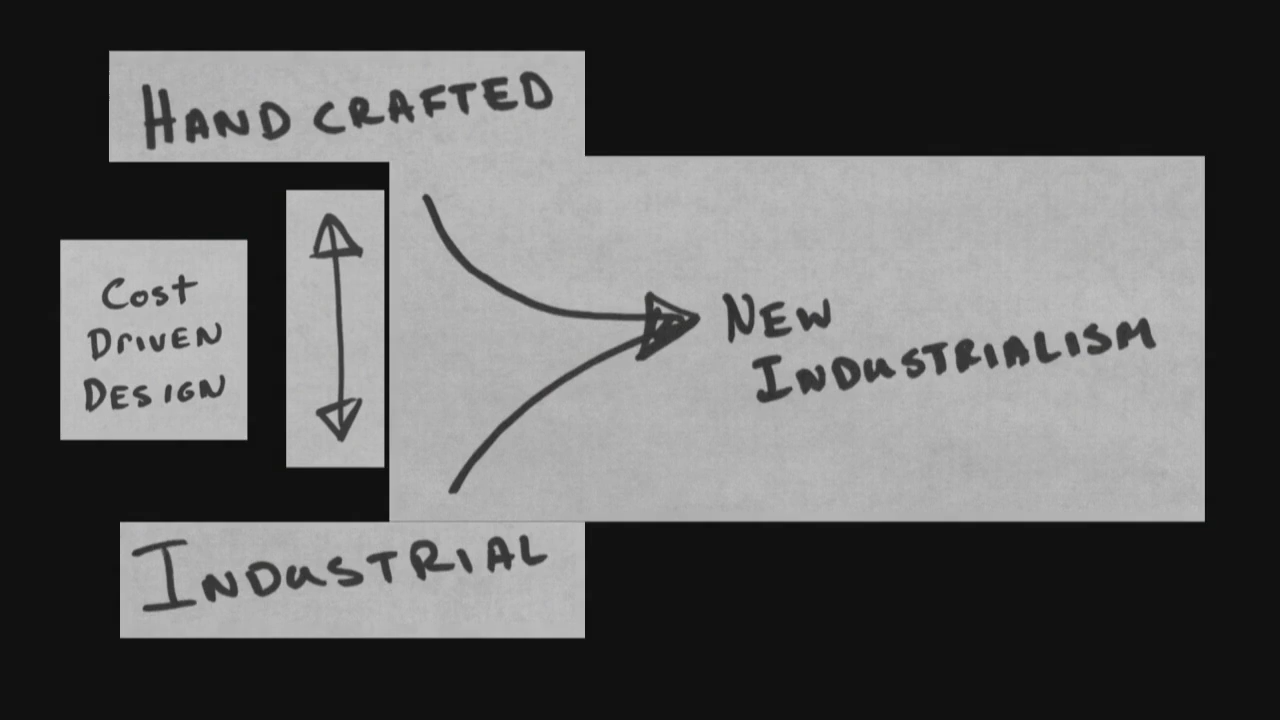 HAND CRAFTED
COST
DRIVEN
DESIGN
NEW
INDUSTRIALISM
INDUSTRIAL